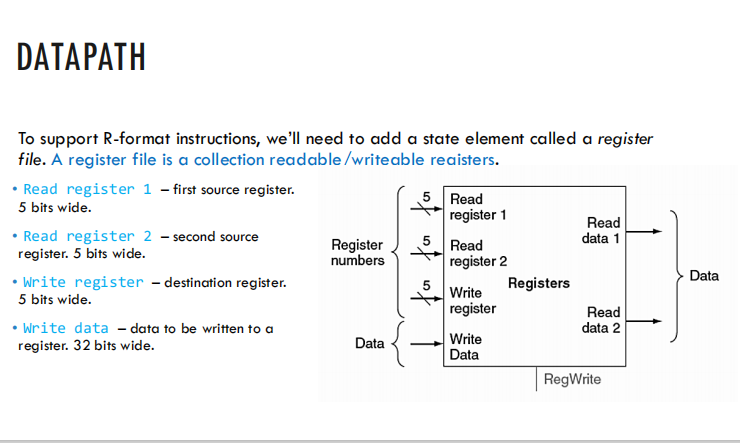 DATAPATH
To support R-format instructions, we'll need to add a state element called a register
file. A register file is a collection readable/writeable registers.
• Read register 1 – first source register.
5 bits wide.
• Read register 2 – second source
register. 5 bits wide.
• Write register – destination register.
5 bits wide.
• Write data – data to be written to a
register. 32 bits wide.
Register
numbers
Data
5
5
5
Read
register 1
Read
register 2
Write
register
Write
Data
Registers
Read
data 1
Read
data 2
Data
RegWrite